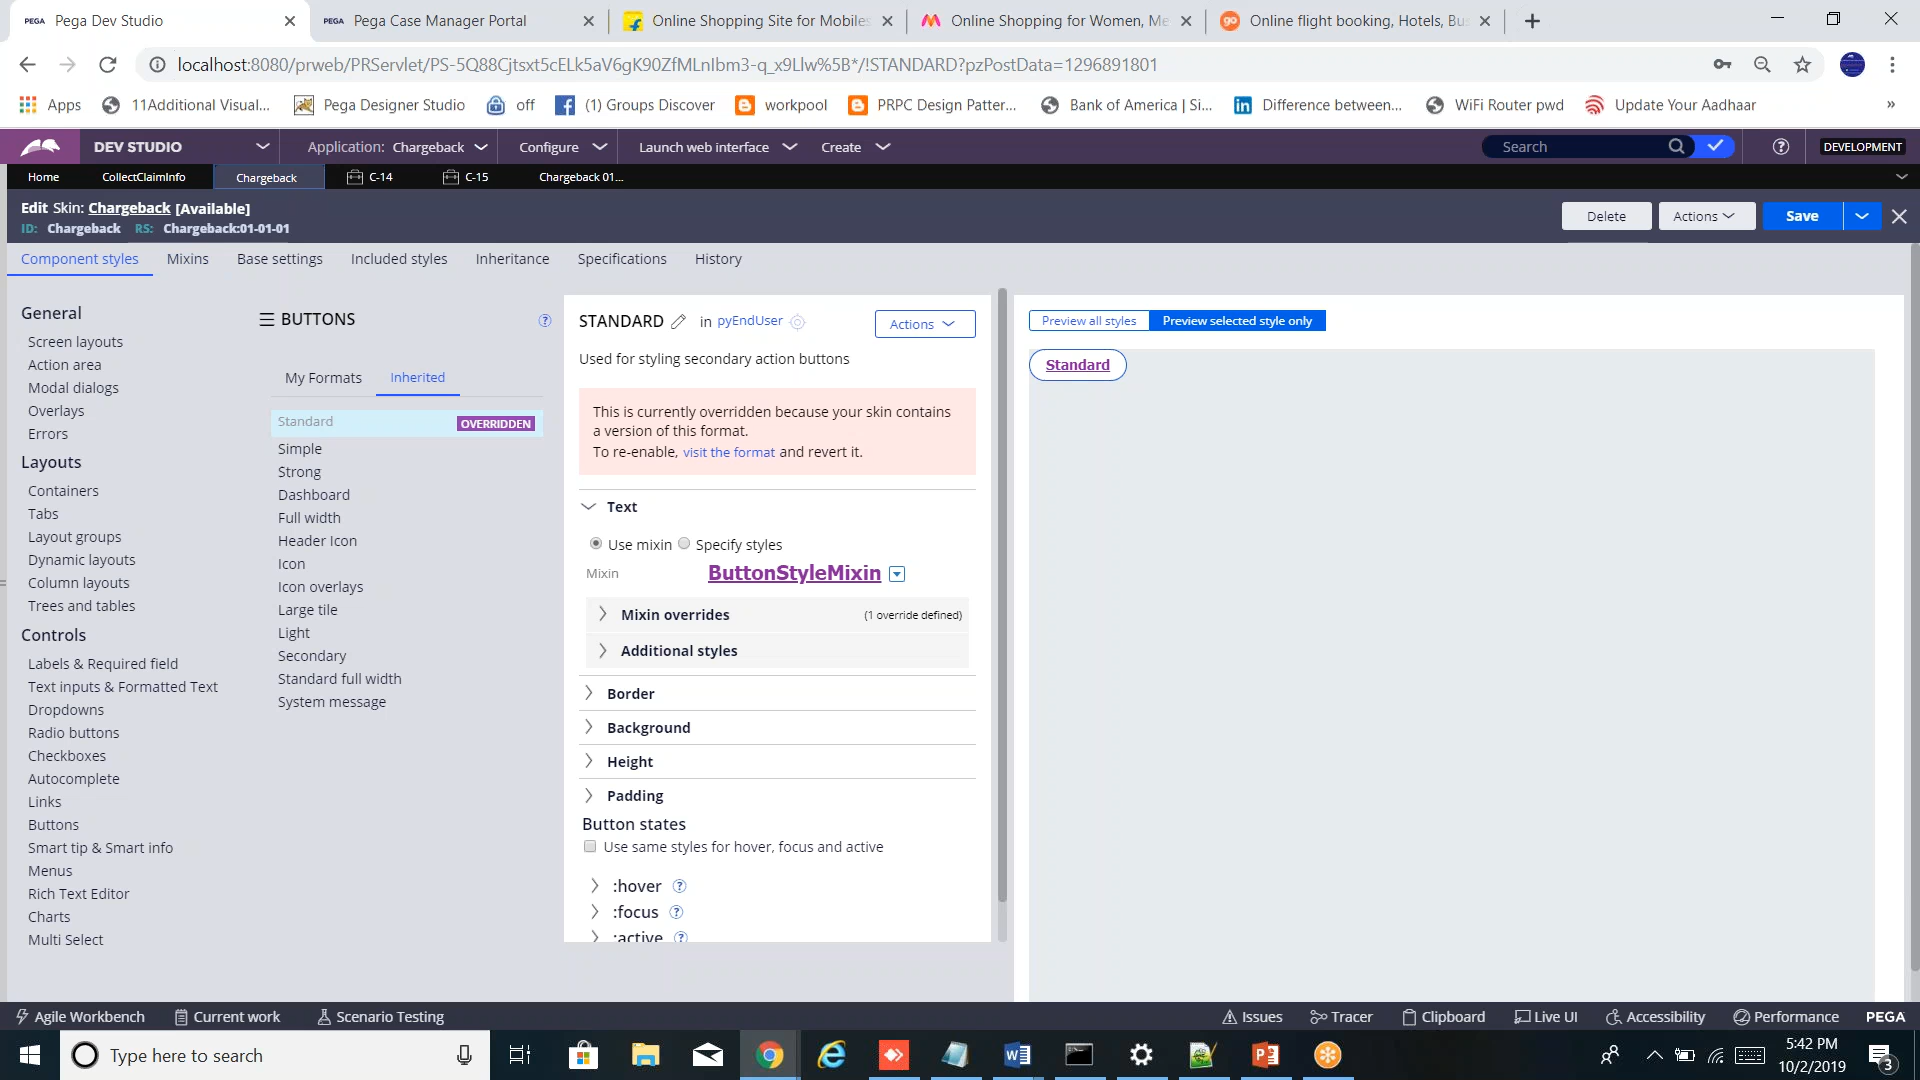 PEGA Pega Dev Studio
PEGA Pega Case Manager Portal
Online Shopping Site for Mobiles
Online Shopping for Women, Me
go Online flight booking, Hotels, Bu
localhost:8080/prweb/PRServlet/PS-5Q88Cjtsxt5cELk5aV6gK90ZfMLnIbm3-q_x9Llw%5B*/!STANDARD?pzPostData=1296891801
Apps
11Additional Visual...
Pega Designer Studio
off
(1) Groups Discover
workpool
PRPC Design Patter...
Bank of America | Si...
Difference between...
WiFi Router pwd
Update Your Aadhaar
»
DEV STUDIO
Application: Chargeback
Configure
Launch web interface
Create
Search
DEVELOPMENT
Home
CollectClaimInfo
Chargeback
C-14
C-15
Chargeback 01...
Edit Skin: Chargeback [Available]
ID: Chargeback RS: Chargeback:01-01-01
Delete
Actions
Save
Component styles
Mixins
Base settings
Included styles
Inheritance
Specifications
History
General
Screen layouts
Action area
Modal dialogs
Overlays
Errors
Layouts
Containers
Tabs
Layout groups
Dynamic layouts
Column layouts
Trees and tables
Controls
Labels & Required field
Text inputs & Formatted Text
Dropdowns
Radio buttons
Checkboxes
Autocomplete
Links
Buttons
Smart tip & Smart info
Menus
Rich Text Editor
Charts
Multi Select
BUTTONS
?
My Formats
Inherited
Standard OVERRIDDEN
Simple
Strong
Dashboard
Full width
Header Icon
Icon
Icon overlays
Large tile
Light
Secondary
Standard full width
System message
STANDARD in pyEndUser
Actions
Used for styling secondary action buttons
This is currently overridden because your skin contains
a version of this format.
To re-enable, visit the format and revert it.
Text
Use mixin Specify styles
Mixin ButtonStyleMixin
Mixin overrides (1 override defined)
Additional styles
Border
Background
Height
Padding
Button states
Use same styles for hover, focus and active
:hover ?
:focus ?
:active ?
Preview all styles
Preview selected style only
Standard
Agile Workbench
Current work
Scenario Testing
Issues
Tracer
Clipboard
Live UI
Accessibility
Performance
PEGA
Type here to search
5:42 PM
10/2/2019
3